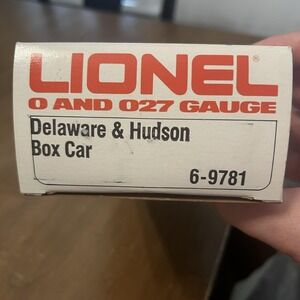 LIONEL®
O AND O27 GAUGE
Delaware & Hudson
Box Car
6-9781